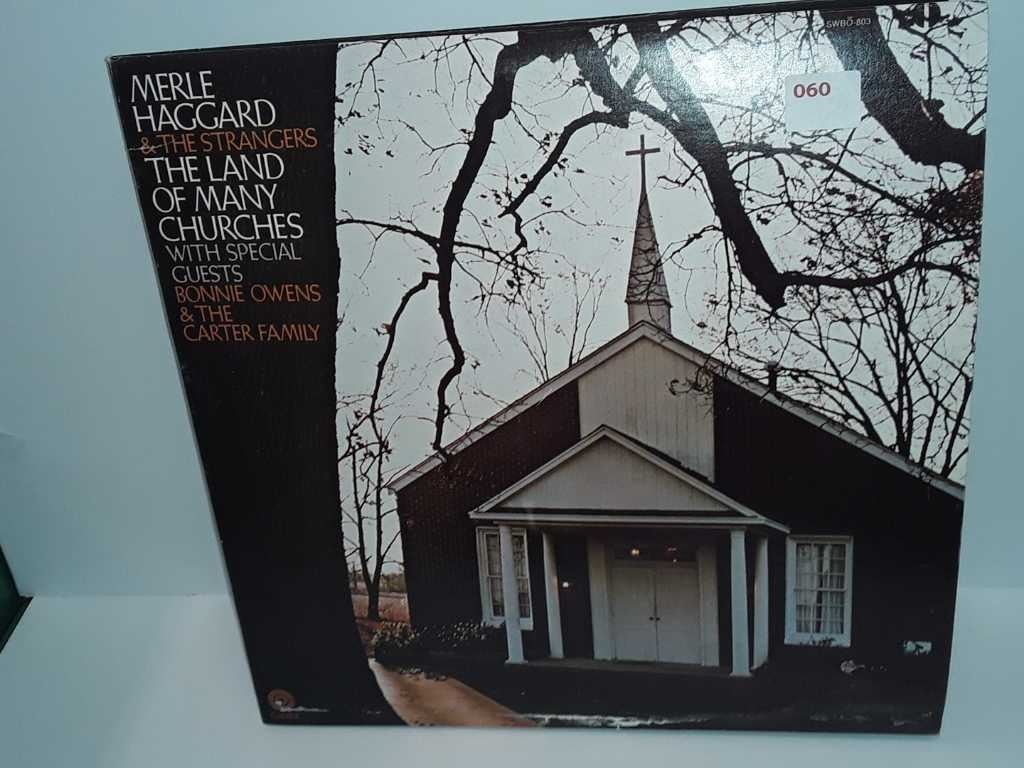 MERLE
HAGGARD
& THE STRANGERS
THE LAND
OF MANY
CHURCHES
WITH SPECIAL
GUESTS
BONNIE OWENS
& THE
CARTER FAMILY
SWBO-803
060